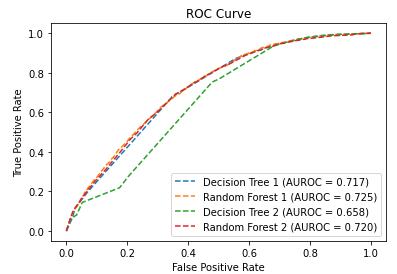 ROC Curve
True Positive Rate
1.0
0.8
0.6
0.4
0.2
0.0
Decision Tree 1 (AUROC = 0.717)
Random Forest 1 (AUROC = 0.725)
Decision Tree 2 (AUROC = 0.658)
Random Forest 2 (AUROC = 0.720)
0.0 0.2 0.4 0.6 0.8 1.0
False Positive Rate